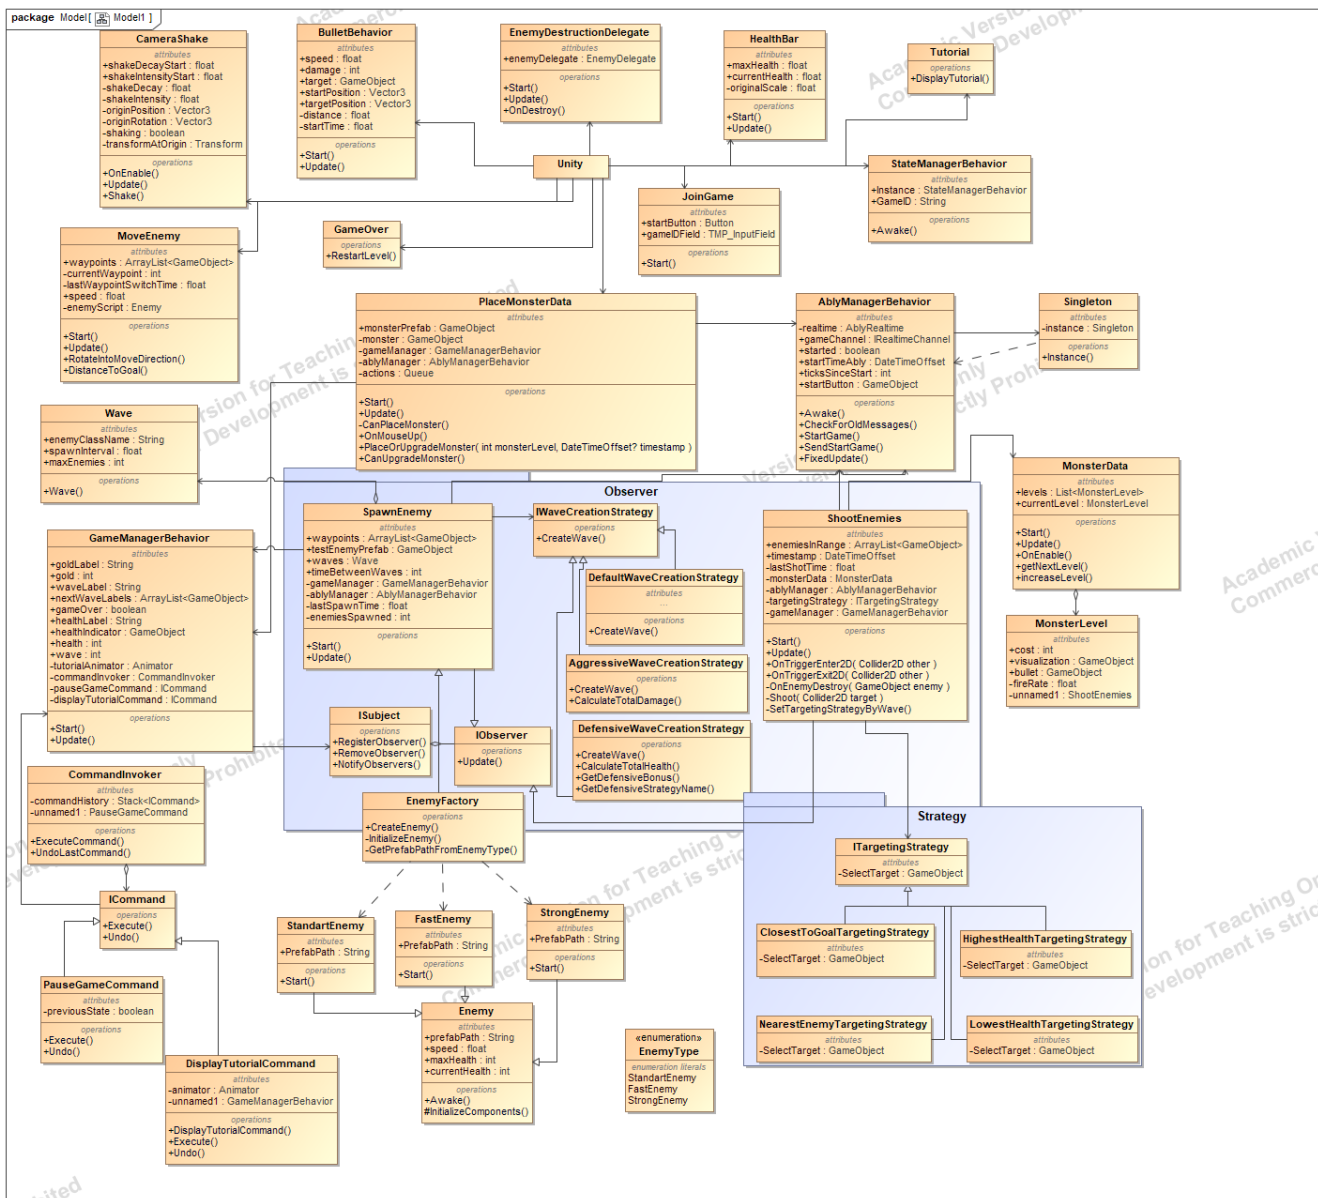 package Model [ Model1 ]
CameraShake
attributes
+shakeDecayStart : float
+shakeIntensityStart : float
-shakeDecay : float
-shakeIntensity : float
-originPosition : Vector3
-originRotation : Vector3
-shaking : boolean
-transformAtOrigin : Transform
operations
+OnEnable()
+Update()
+Shake()
BulletBehavior
attributes
+speed : float
+damage : int
+target : GameObject
+startPosition : Vector3
+targetPosition : Vector3
-distance : float
-startTime : float
operations
+Start()
+Update()
EnemyDestructionDelegate
attributes
+enemyDelegate : EnemyDelegate
operations
+Start()
+Update()
+OnDestroy()
HealthBar
attributes
+maxHealth : float
+currentHealth : float
-originalScale : float
operations
+Start()
+Update()
Tutorial
operations
+DisplayTutorial()
Unity
StateManagerBehavior
attributes
+Instance : StateManagerBehavior
+GameID : String
operations
+Awake()
JoinGame
attributes
+startButton : Button
+gameIDField : TMP_InputField
operations
+Start()
GameOver
operations
+RestartLevel()
MoveEnemy
attributes
+waypoints : ArrayList<GameObject>
-currentWaypoint : int
-lastWaypointSwitchTime : float
+speed : float
-enemyScript : Enemy
operations
+Start()
+Update()
+RotateIntoMoveDirection()
+DistanceToGoal()
PlaceMonsterData
attributes
+monsterPrefab : GameObject
-monster : GameObject
-gameManager : GameManagerBehavior
-ablyManager : AblyManagerBehavior
-actions : Queue
operations
+Start()
+Update()
-CanPlaceMonster()
+OnMouseUp()
+PlaceOrUpgradeMonster( int monsterLevel, DateTimeOffset? timestamp )
+CanUpgradeMonster()
AblyManagerBehavior
attributes
-realtime : AblyRealtime
+gameChannel : IRealtimeChannel
+started : boolean
+startTimeAbly : DateTimeOffset
+ticksSinceStart : int
+startButton : GameObject
operations
+Awake()
+CheckForOldMessages()
+StartGame()
+SendStartGame()
+FixedUpdate()
Singleton
attributes
-instance : Singleton
operations
+Instance()
Wave
attributes
+enemyClassName : String
+spawnInterval : float
+maxEnemies : int
operations
+Wave()
Observer
SpawnEnemy
attributes
+waypoints : ArrayList<GameObject>
+testEnemyPrefab : GameObject
+waves : Wave
+timeBetweenWaves : int
-gameManager : GameManagerBehavior
-ablyManager : AblyManagerBehavior
-lastSpawnTime : float
-enemiesSpawned : int
operations
+Start()
+Update()
IWaveCreationStrategy
operations
+CreateWave()
DefaultWaveCreationStrategy
attributes
...
operations
+CreateWave()
AggressiveWaveCreationStrategy
operations
+CreateWave()
+CalculateTotalDamage()
DefensiveWaveCreationStrategy
operations
+CreateWave()
+CalculateTotalHealth()
+GetDefensiveBonus()
+GetDefensiveStrategyName()
ShootEnemies
attributes
+enemiesInRange : ArrayList<GameObject>
+timestamp : DateTimeOffset
-lastShotTime : float
-monsterData : MonsterData
-ablyManager : AblyManagerBehavior
-targetingStrategy : ITargetingStrategy
-gameManager : GameManagerBehavior
operations
+Start()
+Update()
+OnTriggerEnter2D( Collider2D other )
+OnTriggerExit2D( Collider2D other )
-OnEnemyDestroy( GameObject enemy )
-Shoot( Collider2D target )
-SetTargetingStrategyByWave()
MonsterData
attributes
+levels : List<MonsterLevel>
+currentLevel : MonsterLevel
operations
+Start()
+Update()
+OnEnable()
+getNextLevel()
+increaseLevel()
MonsterLevel
attributes
+cost : int
+visualization : GameObject
+bullet : GameObject
-fireRate : float
-unnamed1 : ShootEnemies
GameManagerBehavior
attributes
+goldLabel : String
+gold : int
+waveLabel : String
+nextWaveLabels : ArrayList<GameObject>
+gameOver : boolean
+healthLabel : String
+healthIndicator : GameObject
+health : int
+wave : int
-tutorialAnimator : Animator
-commandInvoker : CommandInvoker
-pauseGameCommand : ICommand
-displayTutorialCommand : ICommand
operations
+Start()
+Update()
ISubject
operations
+RegisterObserver()
+RemoveObserver()
+NotifyObservers()
IObserver
operations
+Update()
CommandInvoker
attributes
-commandHistory : Stack<ICommand>
-unnamed1 : PauseGameCommand
operations
+ExecuteCommand()
+UndoLastCommand()
EnemyFactory
operations
+CreateEnemy()
-InitializeEnemy()
-GetPrefabPathFromEnemyType()
ICommand
operations
+Execute()
+Undo()
StandartEnemy
attributes
+PrefabPath : String
operations
+Start()
FastEnemy
attributes
+PrefabPath : String
operations
+Start()
StrongEnemy
attributes
+PrefabPath : String
operations
+Start()
Strategy
ITargetingStrategy
attributes
-SelectTarget : GameObject
ClosestToGoalTargetingStrategy
attributes
-SelectTarget : GameObject
HighestHealthTargetingStrategy
attributes
-SelectTarget : GameObject
NearestEnemyTargetingStrategy
attributes
-SelectTarget : GameObject
LowestHealthTargetingStrategy
attributes
-SelectTarget : GameObject
PauseGameCommand
attributes
-previousState : boolean
operations
+Execute()
+Undo()
DisplayTutorialCommand
attributes
-animator : Animator
-unnamed1 : GameManagerBehavior
operations
+DisplayTutorialCommand()
+Execute()
+Undo()
Enemy
attributes
+prefabPath : String
+speed : float
+maxHealth : int
+currentHealth : int
operations
+Awake()
#InitializeComponents()
«enumeration»
EnemyType
enumeration literals
StandartEnemy
FastEnemy
StrongEnemy